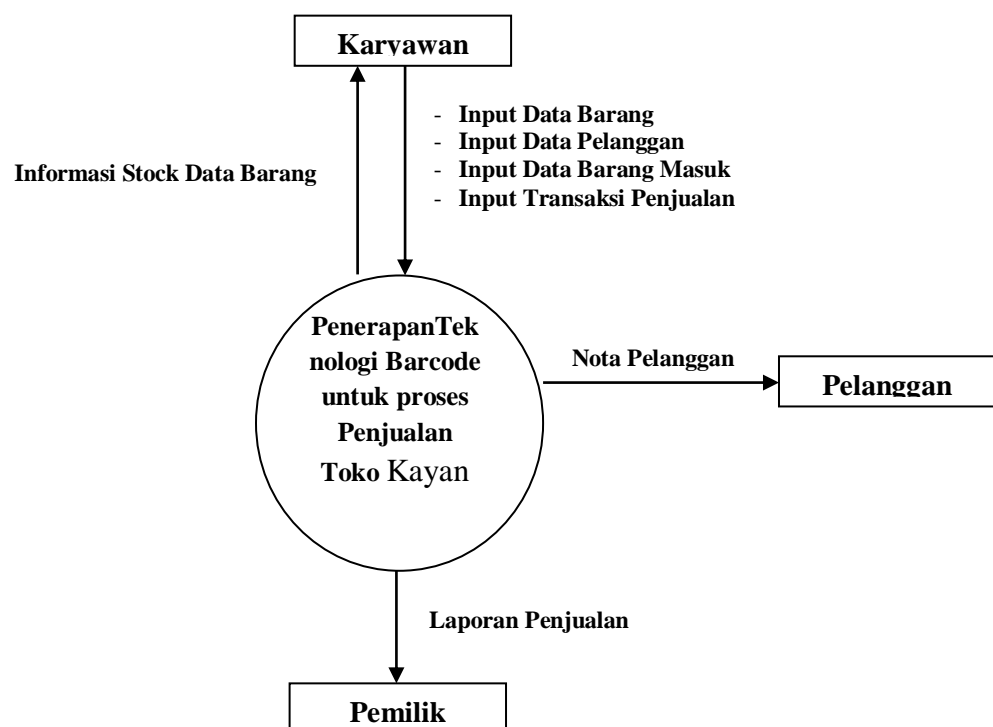 Karyawan
- Input Data Barang
- Input Data Pelanggan
- Input Data Barang Masuk
- Input Transaksi Penjualan
Informasi Stock Data Barang
PenerapanTek
nologi Barcode
untuk proses
Penjualan
Toko Kayan
Nota Pelanggan
Pelanggan
Laporan Penjualan
Pemilik